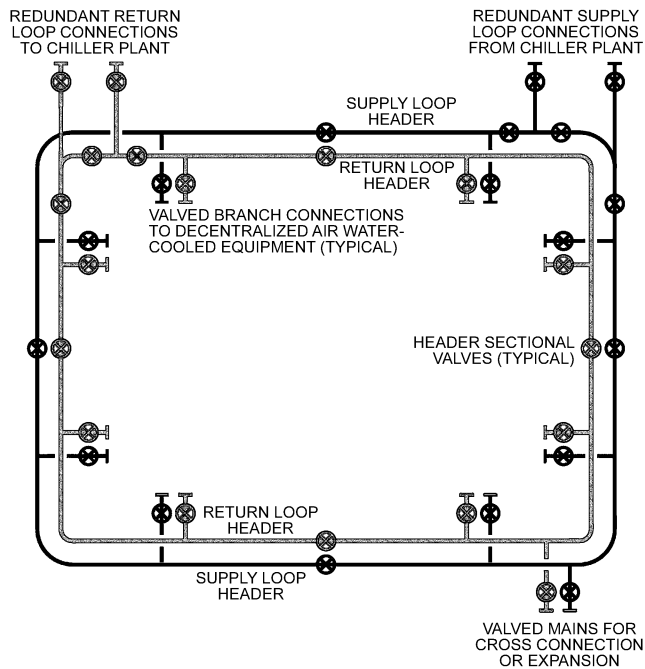 REDUNDANT RETURN
LOOP CONNECTIONS
TO CHILLER PLANT
REDUNDANT SUPPLY
LOOP CONNECTIONS
FROM CHILLER PLANT
SUPPLY LOOP
HEADER
RETURN LOOP
HEADER
VALVED BRANCH CONNECTIONS
TO DECENTRALIZED AIR WATER-
COOLED EQUIPMENT (TYPICAL)
HEADER SECTIONAL
VALVES (TYPICAL)
RETURN LOOP
HEADER
SUPPLY LOOP
HEADER
VALVED MAINS FOR
CROSS CONNECTION
OR EXPANSION